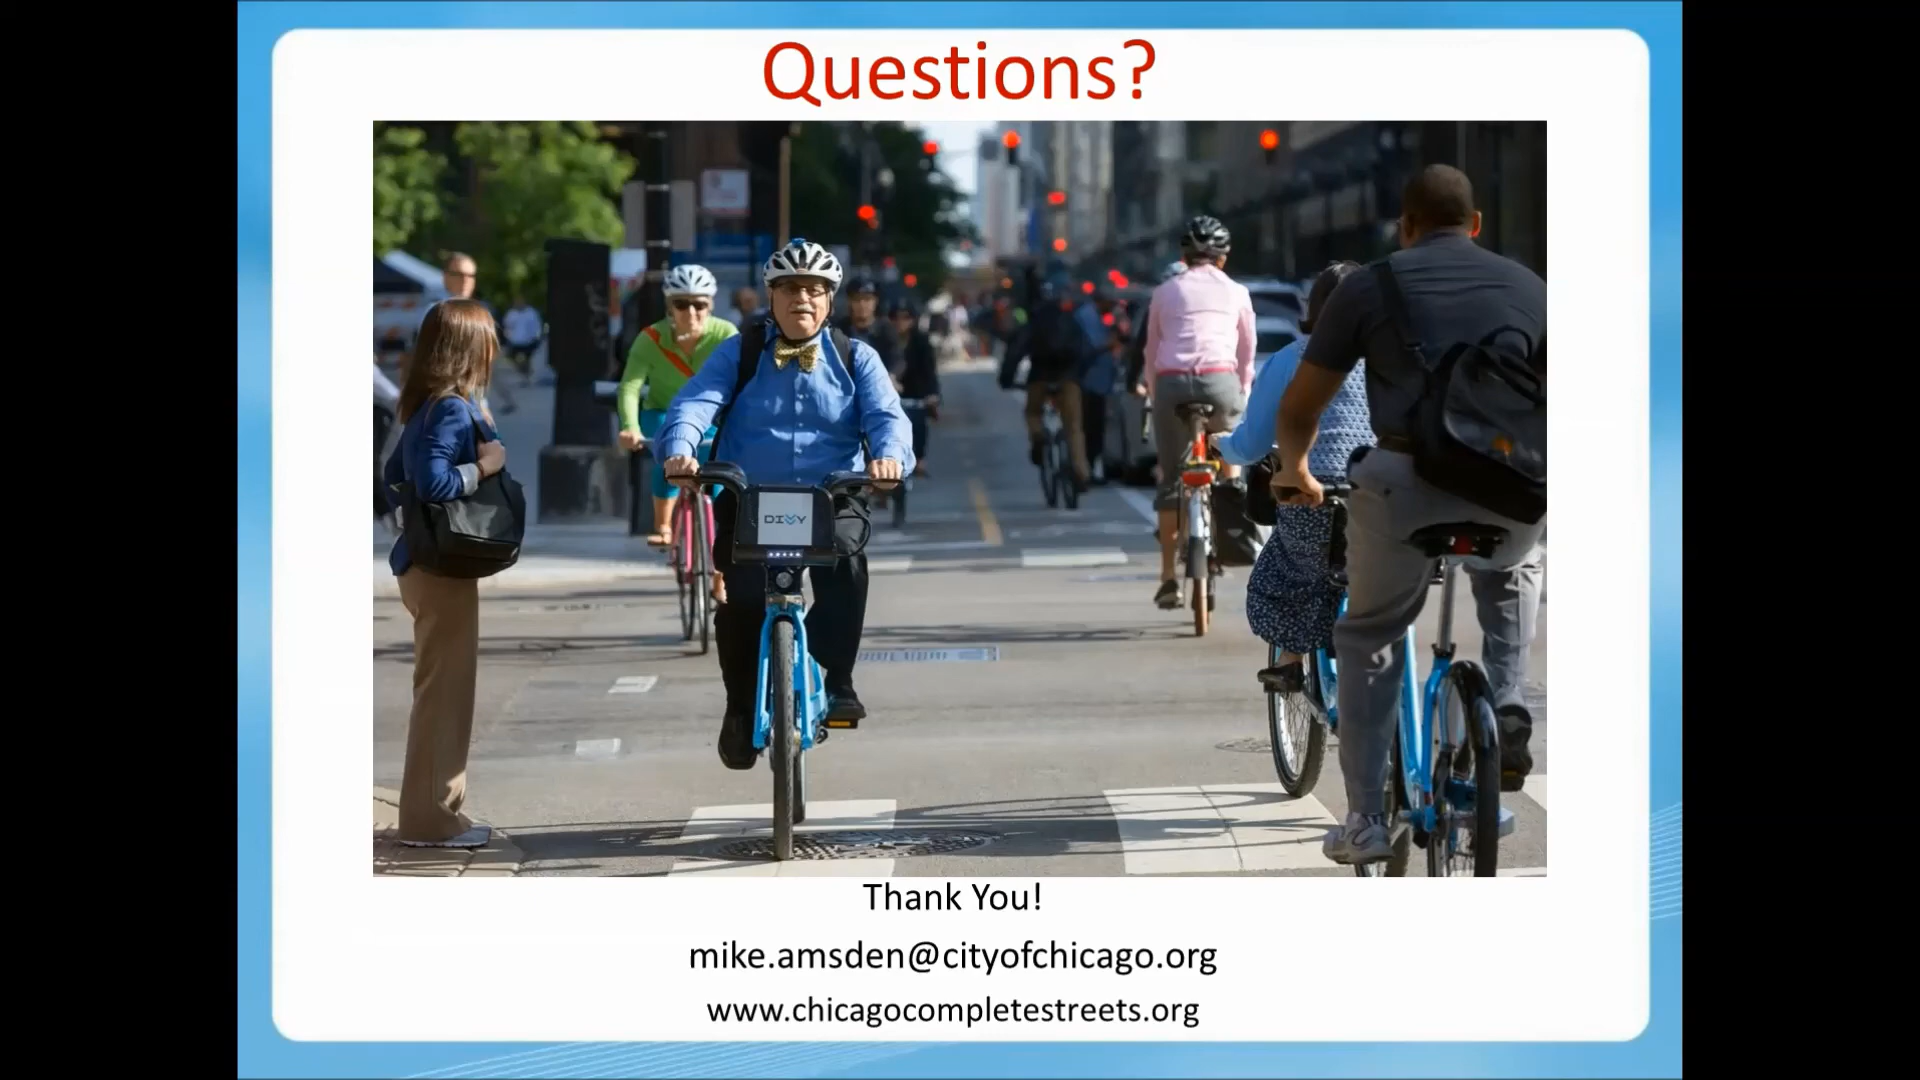 Questions?
DIVVY
Thank You!
mike.amsden@cityofchicago.org
www.chicagocompletestreets.org